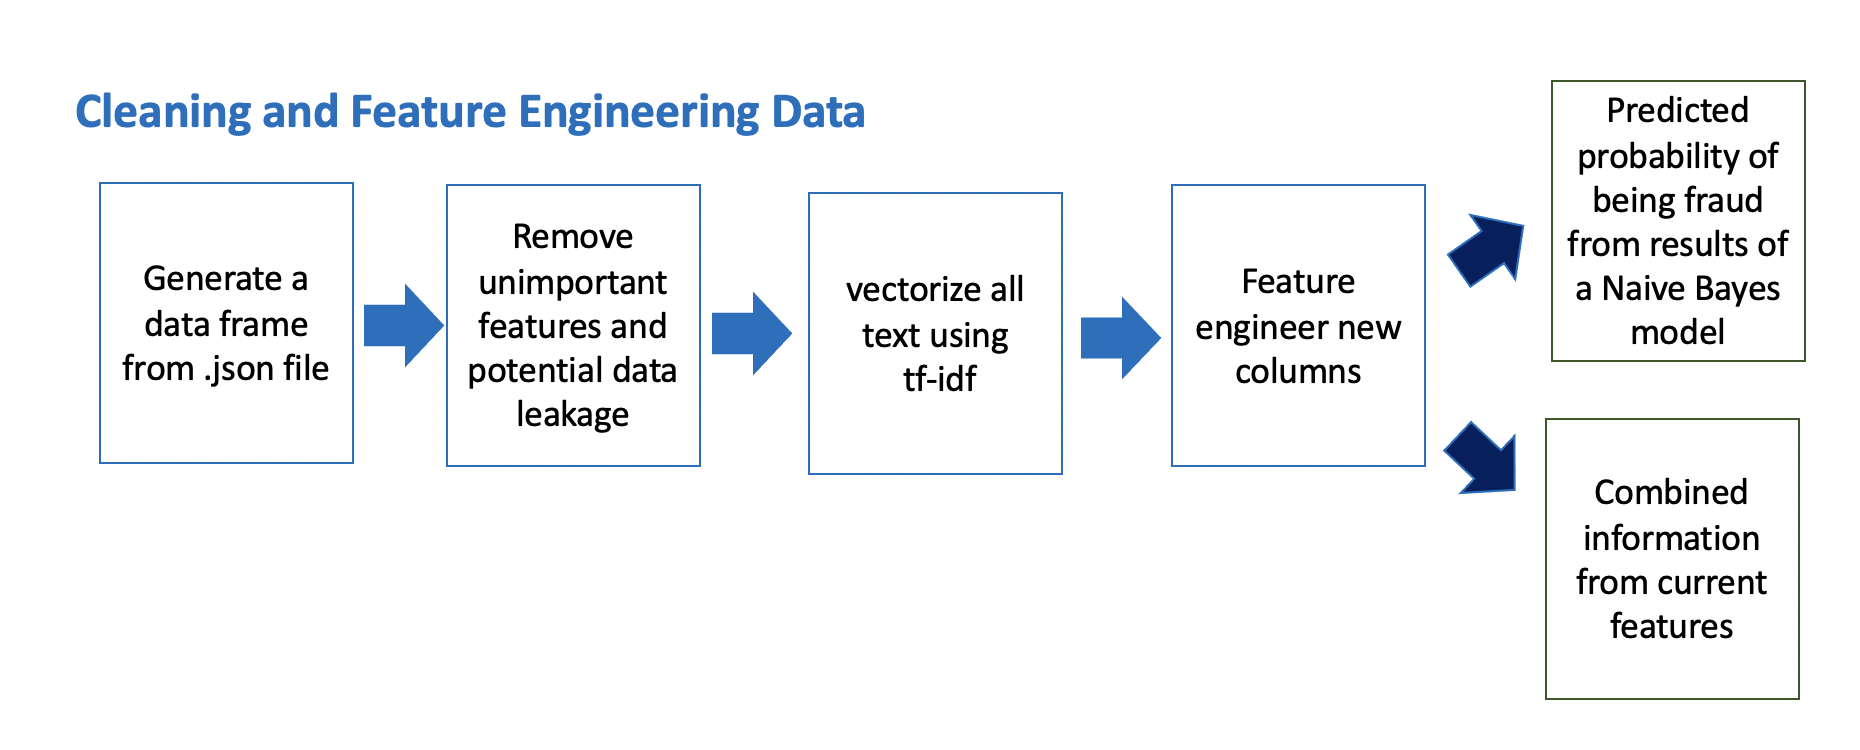 Cleaning and Feature Engineering Data
Generate a
data frame
from .json file
Remove
unimportant
features and
potential data
leakage
vectorize all
text using
tf-idf
Feature
engineer new
columns
Predicted
probability of
being fraud
from results of
a Naive Bayes
model
Combined
information
from current
features